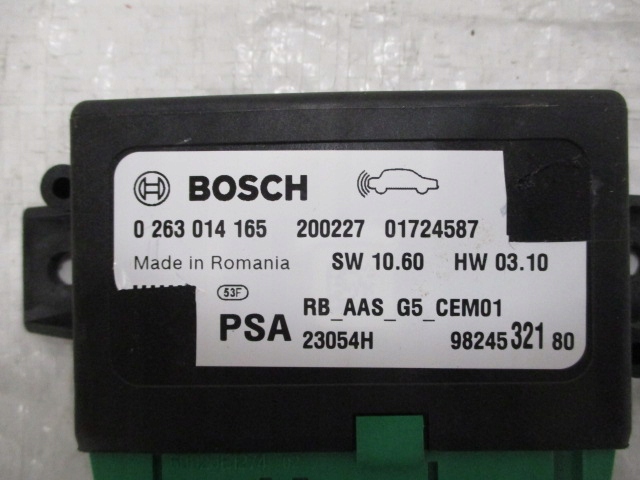 BOSCH
0 263 014 165 200227 01724587
Made in Romania SW 10.60 HW 03.10
53F
RB_AAS_G5_CEM01
PSA 23054H 98245 321 80